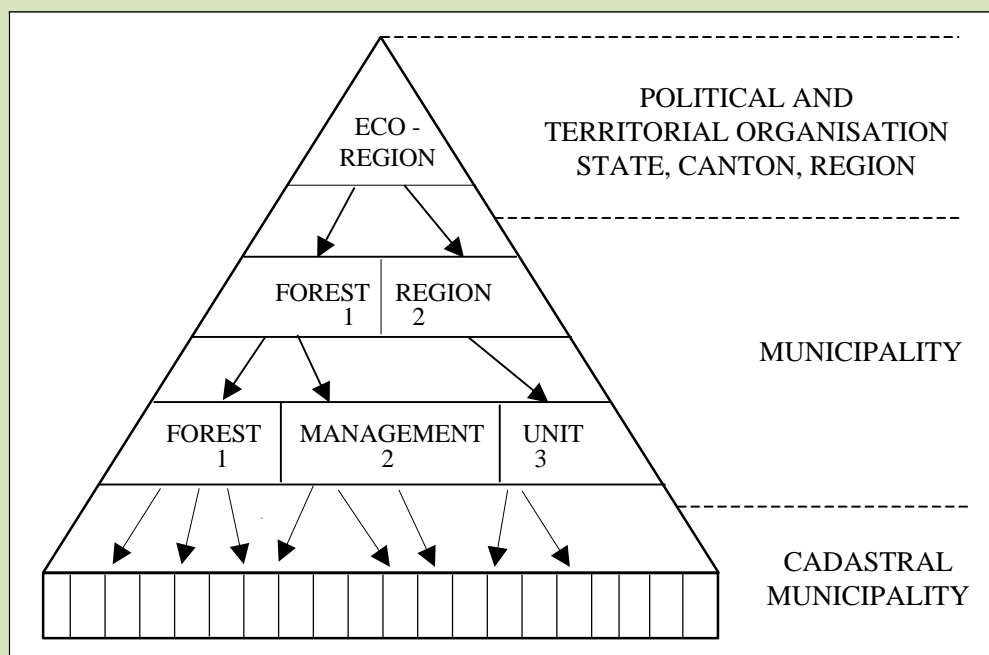 ECO -
REGION
POLITICAL AND
TERRITORIAL ORGANISATION
STATE, CANTON, REGION
FOREST REGION
1 2
MUNICIPALITY
FOREST MANAGEMENT UNIT
1 2 3
CADASTRAL
MUNICIPALITY